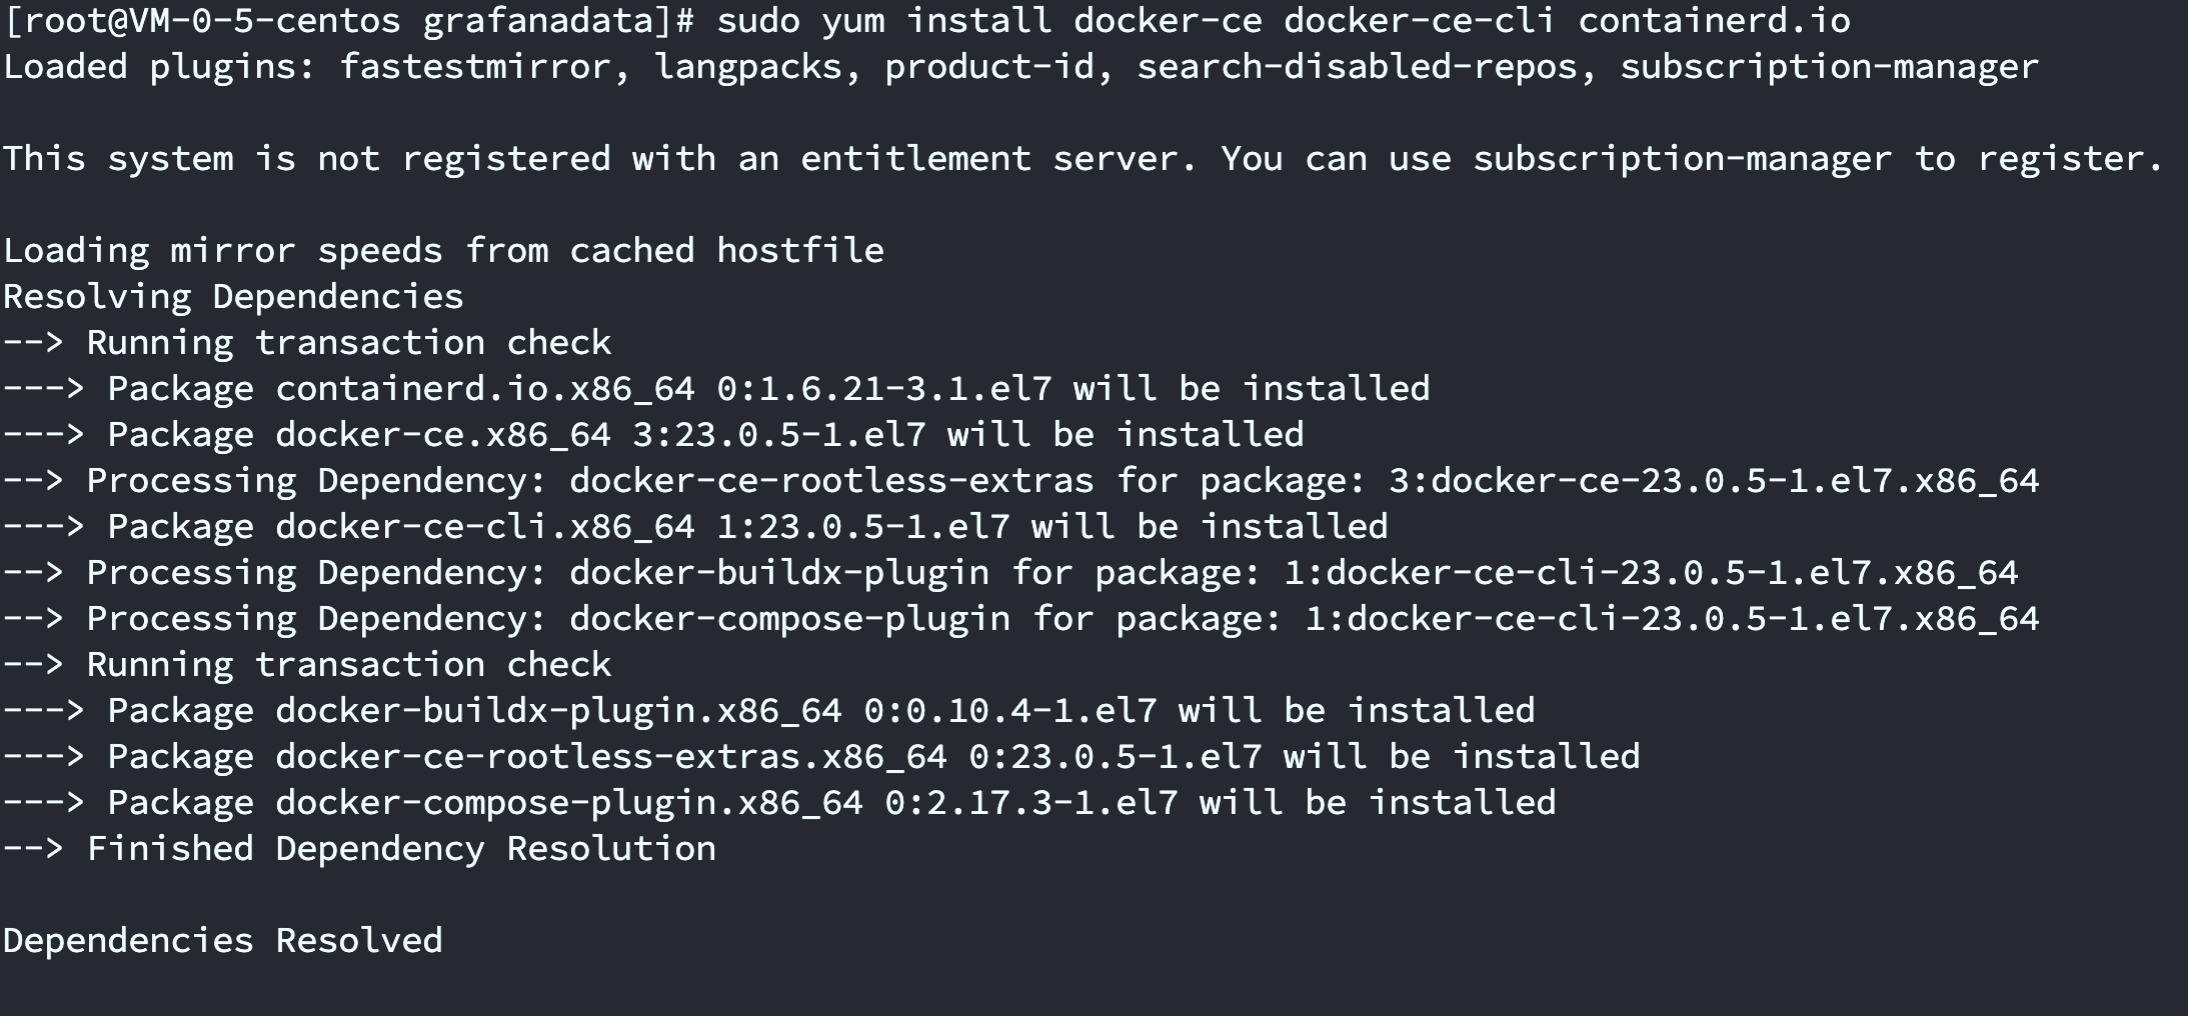 [root@VM-0-5-centos grafanadata]# sudo yum install docker-ce docker-ce-cli containerd.io
Loaded plugins: fastestmirror, langpacks, product-id, search-disabled-repos, subscription-manager
This system is not registered with an entitlement server. You can use subscription-manager to register.
Loading mirror speeds from cached hostfile
Resolving Dependencies
--> Running transaction check
---> Package containerd.io.x86_64 0:1.6.21-3.1.el7 will be installed
---> Package docker-ce.x86_64 3:23.0.5-1.el7 will be installed
--> Processing Dependency: docker-ce-rootless-extras for package: 3:docker-ce-23.0.5-1.el7.x86_64
---> Package docker-ce-cli.x86_64 1:23.0.5-1.el7 will be installed
--> Processing Dependency: docker-buildx-plugin for package: 1:docker-ce-cli-23.0.5-1.el7.x86_64
--> Processing Dependency: docker-compose-plugin for package: 1:docker-ce-cli-23.0.5-1.el7.x86_64
--> Running transaction check
---> Package docker-buildx-plugin.x86_64 0:0.10.4-1.el7 will be installed
---> Package docker-ce-rootless-extras.x86_64 0:23.0.5-1.el7 will be installed
---> Package docker-compose-plugin.x86_64 0:2.17.3-1.el7 will be installed
--> Finished Dependency Resolution
Dependencies Resolved